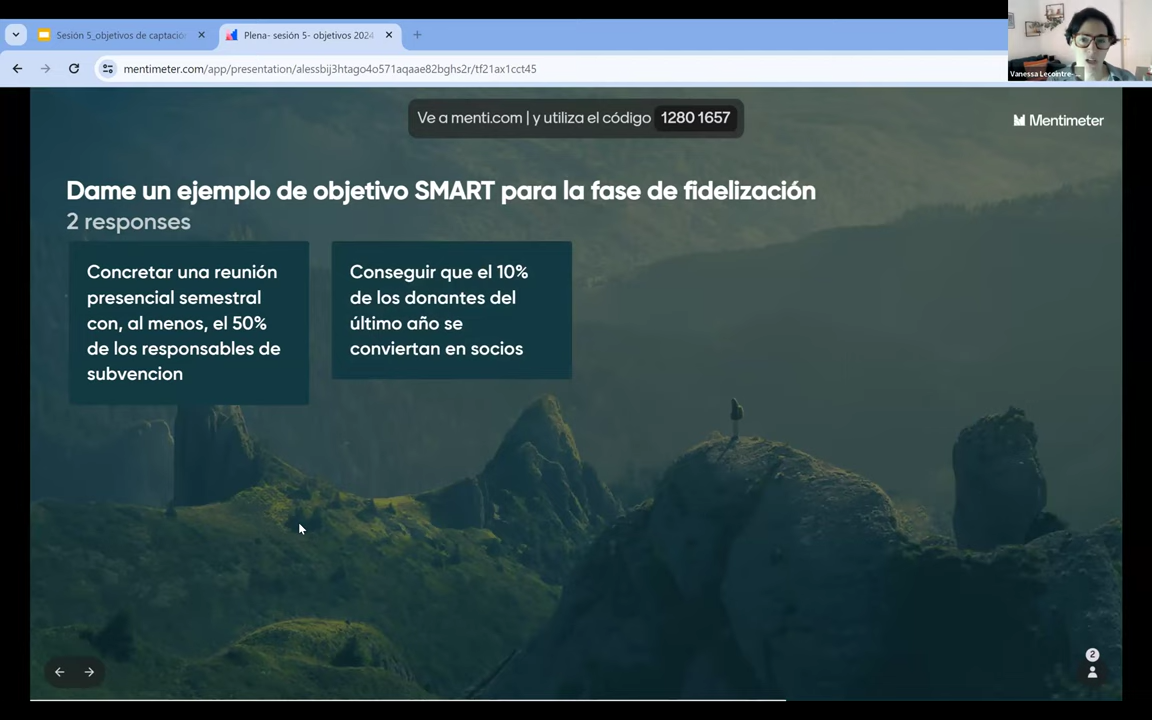 Sesión 5_objetivos de captación
Plena- sesión 5- objetivos 2024
mentimeter.com/app/presentation/alessbij3htago4o571aqaae82bghs2r/tf21ax1cct45
Vanessa Lecointre-...
Ve a menti.com | y utiliza el código 1280 1657
Mentimeter
Dame un ejemplo de objetivo SMART para la fase de fidelización
2 responses
Concretar una reunión
presencial semestral
con, al menos, el 50%
de los responsables de
subvencion
Conseguir que el 10%
de los donantes del
último año se
conviertan en socios
2